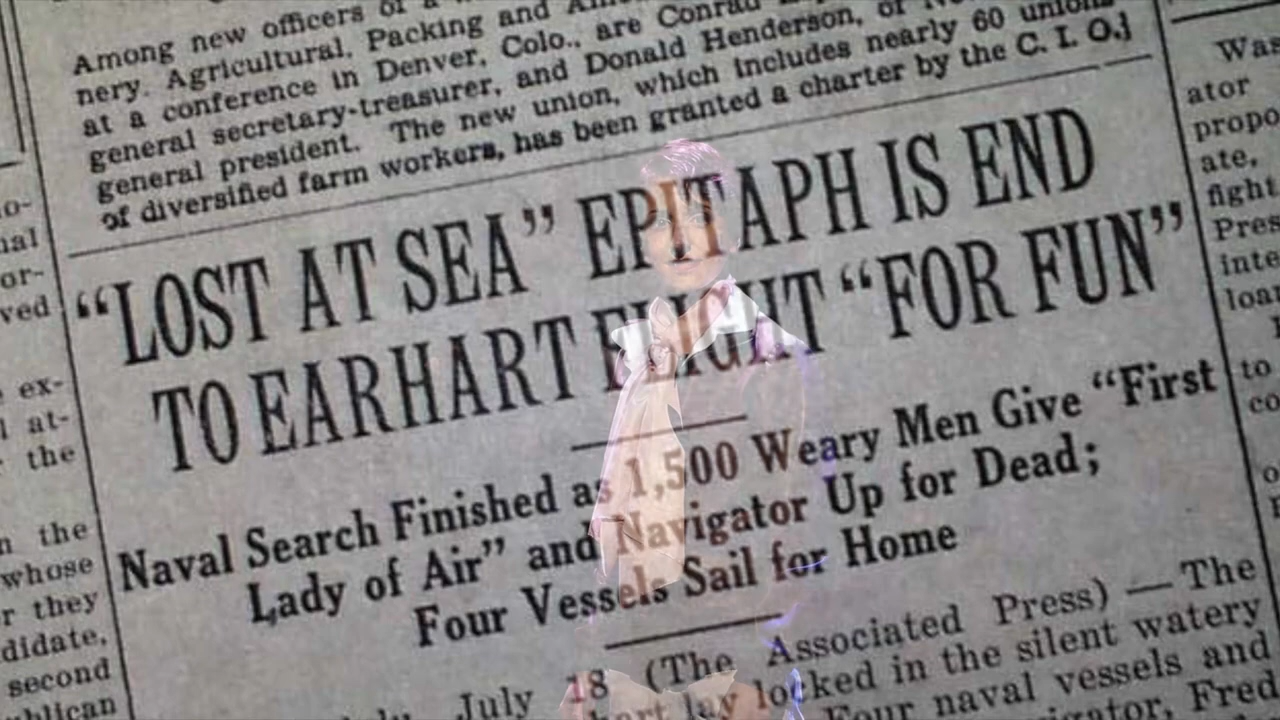 Among new officers of a
nery, Agricultural, Packing and
at a conference in Denver, Colo., are Conrad
general secretary-treasurer, and Donald Henderson, of
general president. The new union, which includes nearly 60 unions
of diversified farm workers, has been granted a charter by the C. I. O.]
“LOST AT SEA” EPITAPH IS END
TO EARHART FLIGHT “FOR FUN”
Naval Search Finished as 1,500 Weary Men Give “First
Lady of Air” and Navigator Up for Dead;
Four Vessels Sail for Home
July 18 (The Associated Press) — The
lay locked in the silent watery
Four naval vessels and
Fred
o-
nal
or-
ved
ex-
at-
the
n the
whose
r they
didate,
second
Was
ator
propo
ate,
fight
Pres
inte
loan
to
co